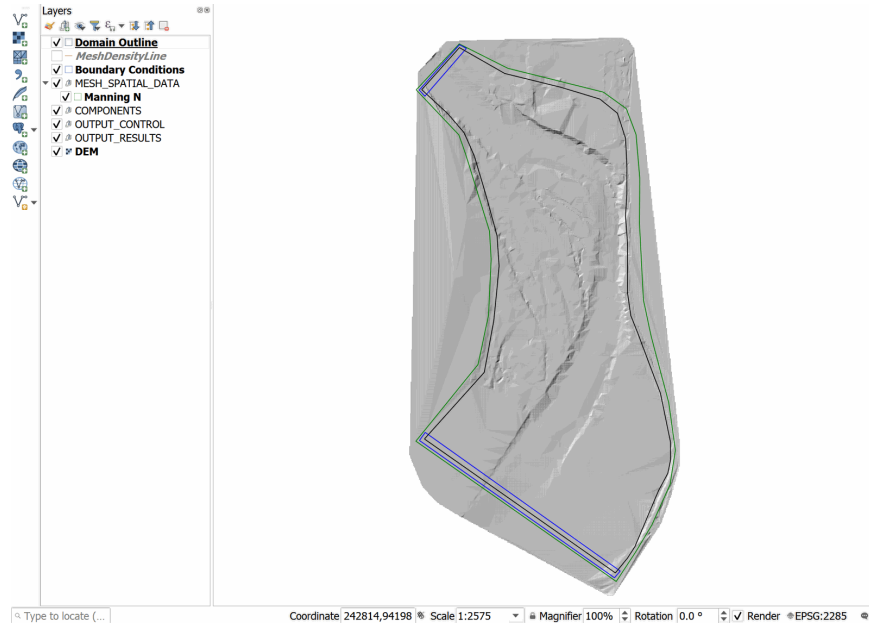 Layers
Domain Outline
MeshDensityLine
Boundary Conditions
MESH_SPATIAL_DATA
Manning N
COMPONENTS
OUTPUT_CONTROL
OUTPUT_RESULTS
DEM
Type to locate (... Coordinate 242814,94198 Scale 1:2575 Magnifier 100% Rotation 0.0 ° Render EPSG:2285